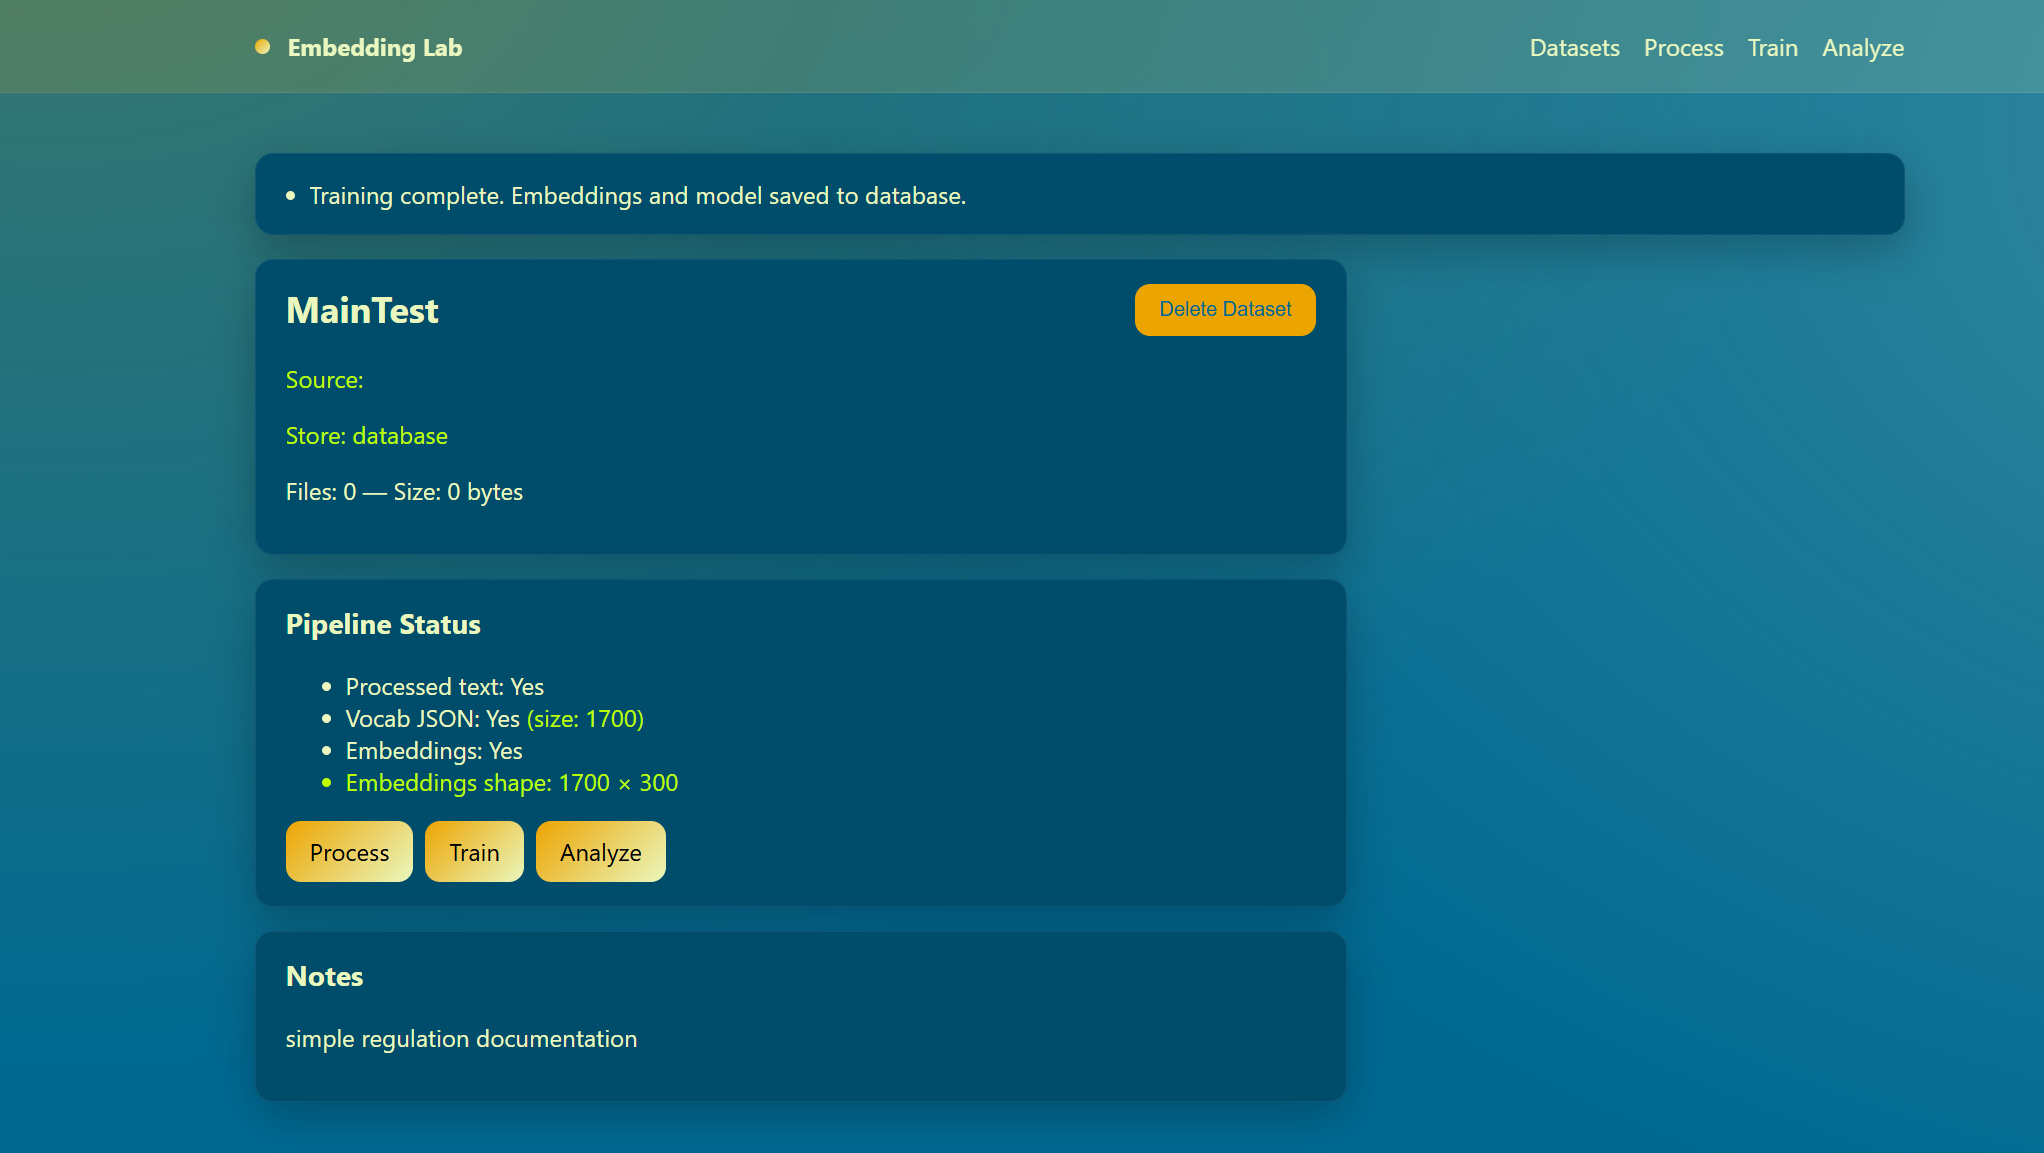 Embedding Lab
Datasets Process Train Analyze
Training complete. Embeddings and model saved to database.
MainTest
Delete Dataset
Source:
Store: database
Files: 0 — Size: 0 bytes
Pipeline Status
Processed text: Yes
Vocab JSON: Yes (size: 1700)
Embeddings: Yes
Embeddings shape: 1700 × 300
Process Train Analyze
Notes
simple regulation documentation